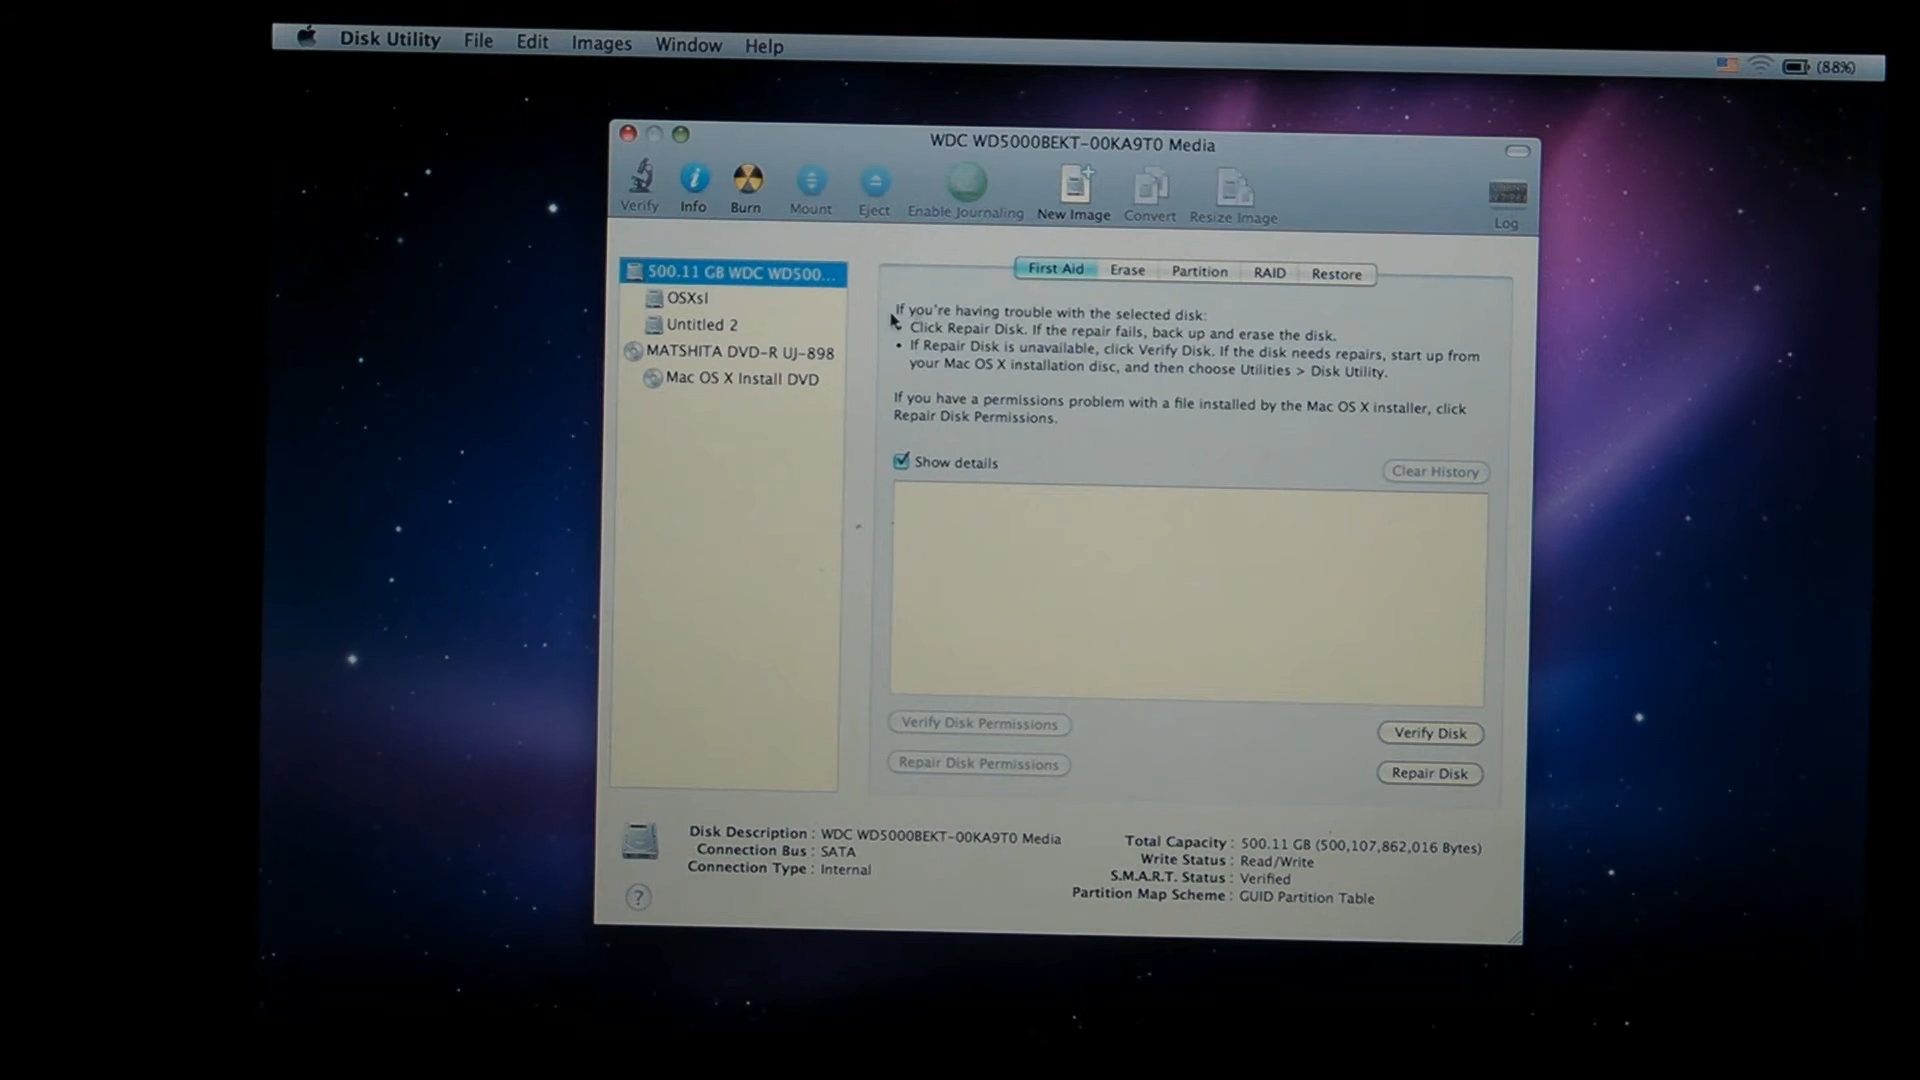 Disk Utility File Edit Images Window Help
(88%)
WDC WD5000BEKT-00KA9T0 Media
Verify Info Burn Mount Eject Enable Journaling New Image Convert Resize Image Log
500.11 GB WDC WD500...
OSXsl
Untitled 2
MATSHITA DVD-R UJ-898
Mac OS X Install DVD
First Aid Erase Partition RAID Restore
If you're having trouble with the selected disk:
• Click Repair Disk. If the repair fails, back up and erase the disk.
• If Repair Disk is unavailable, click Verify Disk. If the disk needs repairs, start up from
your Mac OS X installation disc, and then choose Utilities > Disk Utility.
If you have a permissions problem with a file installed by the Mac OS X installer, click
Repair Disk Permissions.
Show details
Clear History
Verify Disk Permissions
Verify Disk
Repair Disk Permissions
Repair Disk
Disk Description : WDC WD5000BEKT-00KA9T0 Media
Connection Bus : SATA
Connection Type : Internal
Total Capacity : 500.11 GB (500,107,862,016 Bytes)
Write Status : Read/Write
S.M.A.R.T. Status : Verified
Partition Map Scheme : GUID Partition Table
?